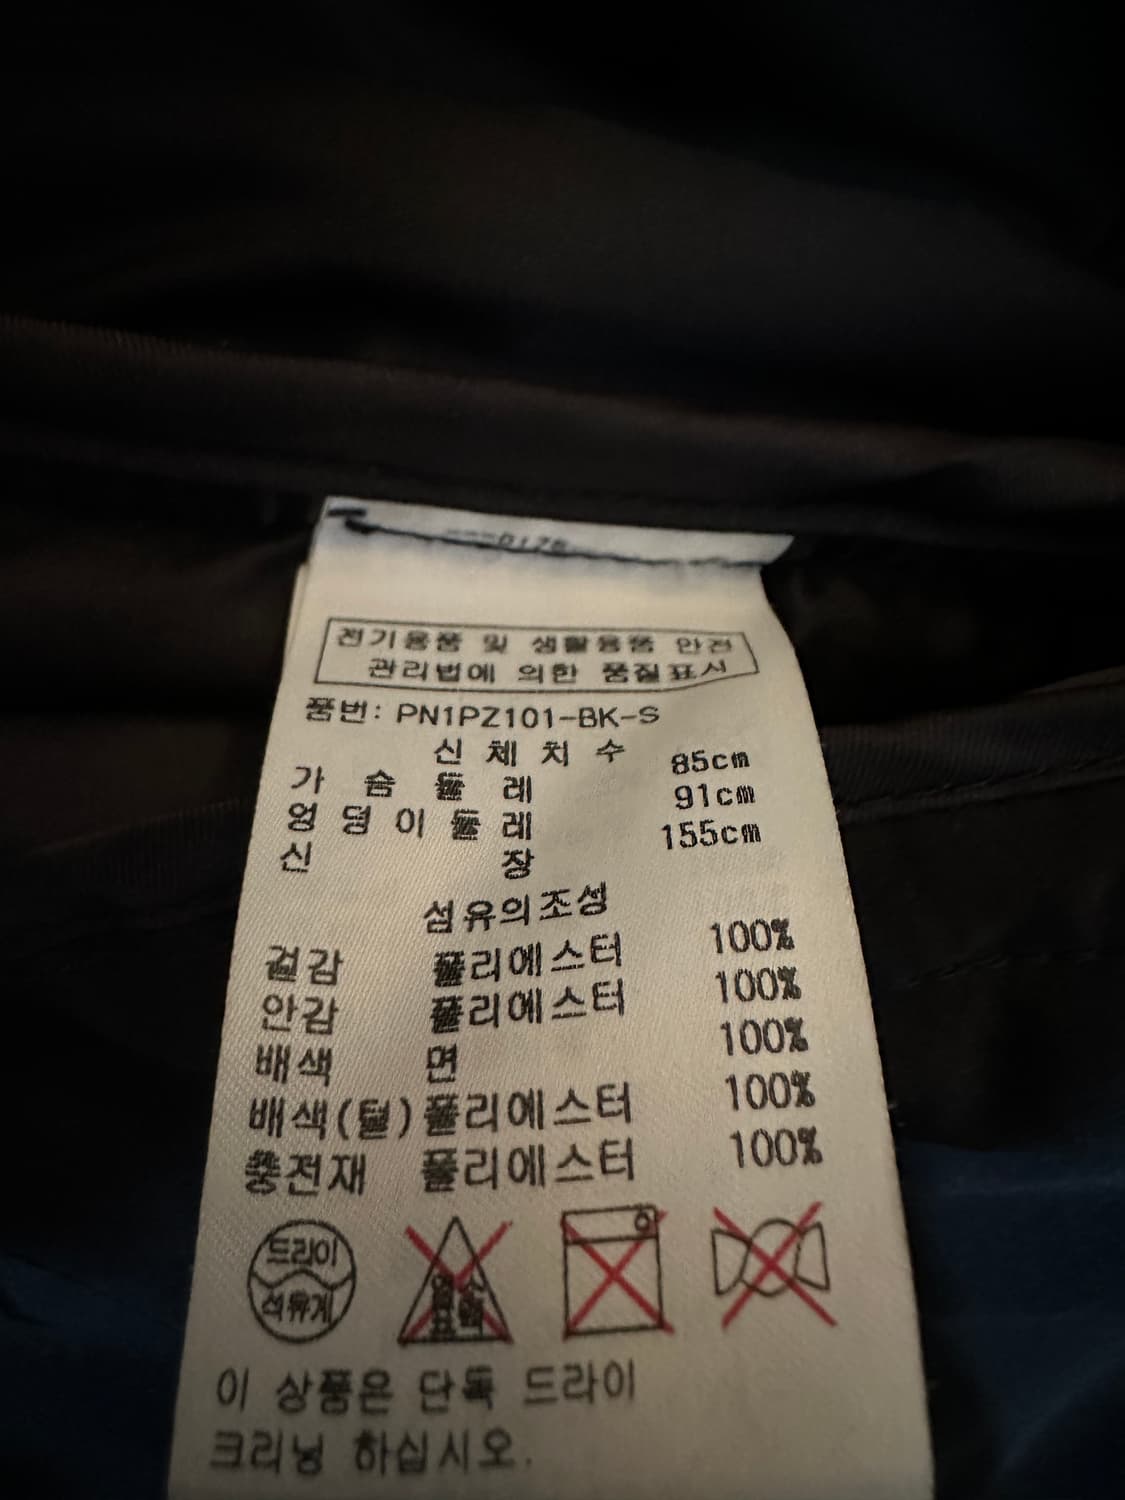 전기용품 및 생활용품 안전
관리법에 의한 품질표시
품번: PN1PZ101-BK-S
신체치수
가슴둘레 85cm
엉덩이둘레 91cm
신장 155cm
섬유의조성
겉감 폴리에스터 100%
안감 폴리에스터 100%
배색 면 100%
배색(털) 폴리에스터 100%
충전재 폴리에스터 100%
드라이
석유계
염소
표백
이 상품은 단독 드라이
크리닝 하십시오.